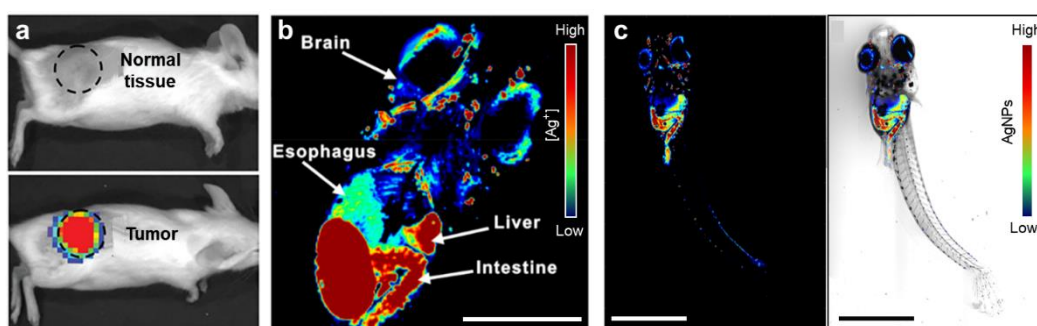 a
Normal
tissue
Tumor
b
Brain
Esophagus
Liver
Intestine
High
[Ag⁺]
Low
c
High
AgNPs
Low